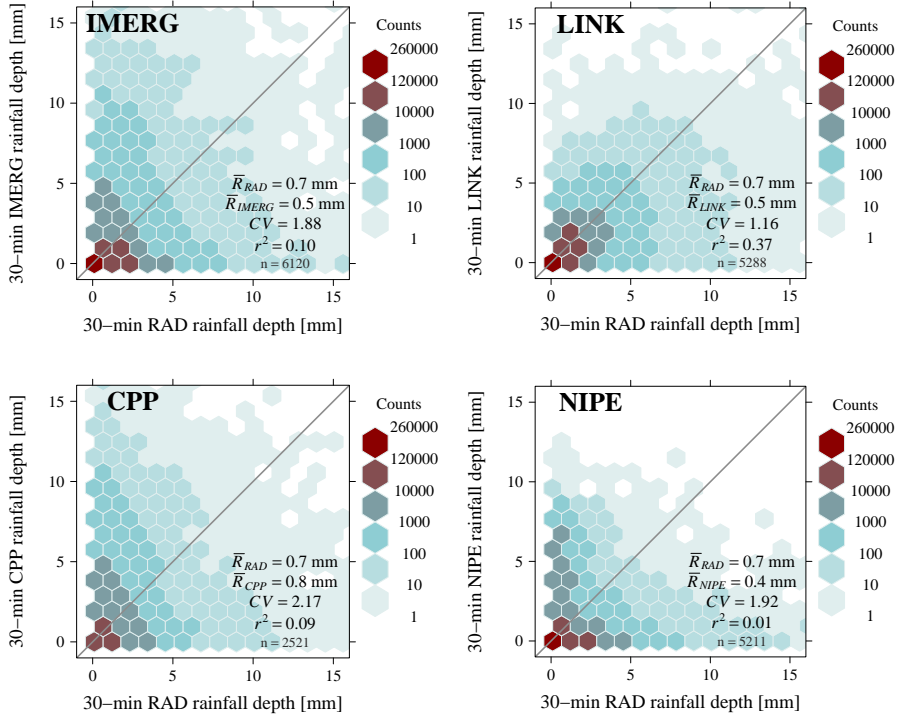 IMERG
30−min IMERG rainfall depth [mm]
15
10
5
0
0 5 10 15
30−min RAD rainfall depth [mm]
R̅RAD = 0.7 mm
R̅IMERG = 0.5 mm
CV = 1.88
r² = 0.10
n = 6120
Counts
260000
120000
10000
1000
100
10
1
LINK
30−min LINK rainfall depth [mm]
15
10
5
0
0 5 10 15
30−min RAD rainfall depth [mm]
R̅RAD = 0.7 mm
R̅LINK = 0.5 mm
CV = 1.16
r² = 0.37
n = 5288
Counts
260000
120000
10000
1000
100
10
1
CPP
30−min CPP rainfall depth [mm]
15
10
5
0
0 5 10 15
30−min RAD rainfall depth [mm]
R̅RAD = 0.7 mm
R̅CPP = 0.8 mm
CV = 2.17
r² = 0.09
n = 2521
Counts
260000
120000
10000
1000
100
10
1
NIPE
30−min NIPE rainfall depth [mm]
15
10
5
0
0 5 10 15
30−min RAD rainfall depth [mm]
R̅RAD = 0.7 mm
R̅NIPE = 0.4 mm
CV = 1.92
r² = 0.01
n = 5211
Counts
260000
120000
10000
1000
100
10
1